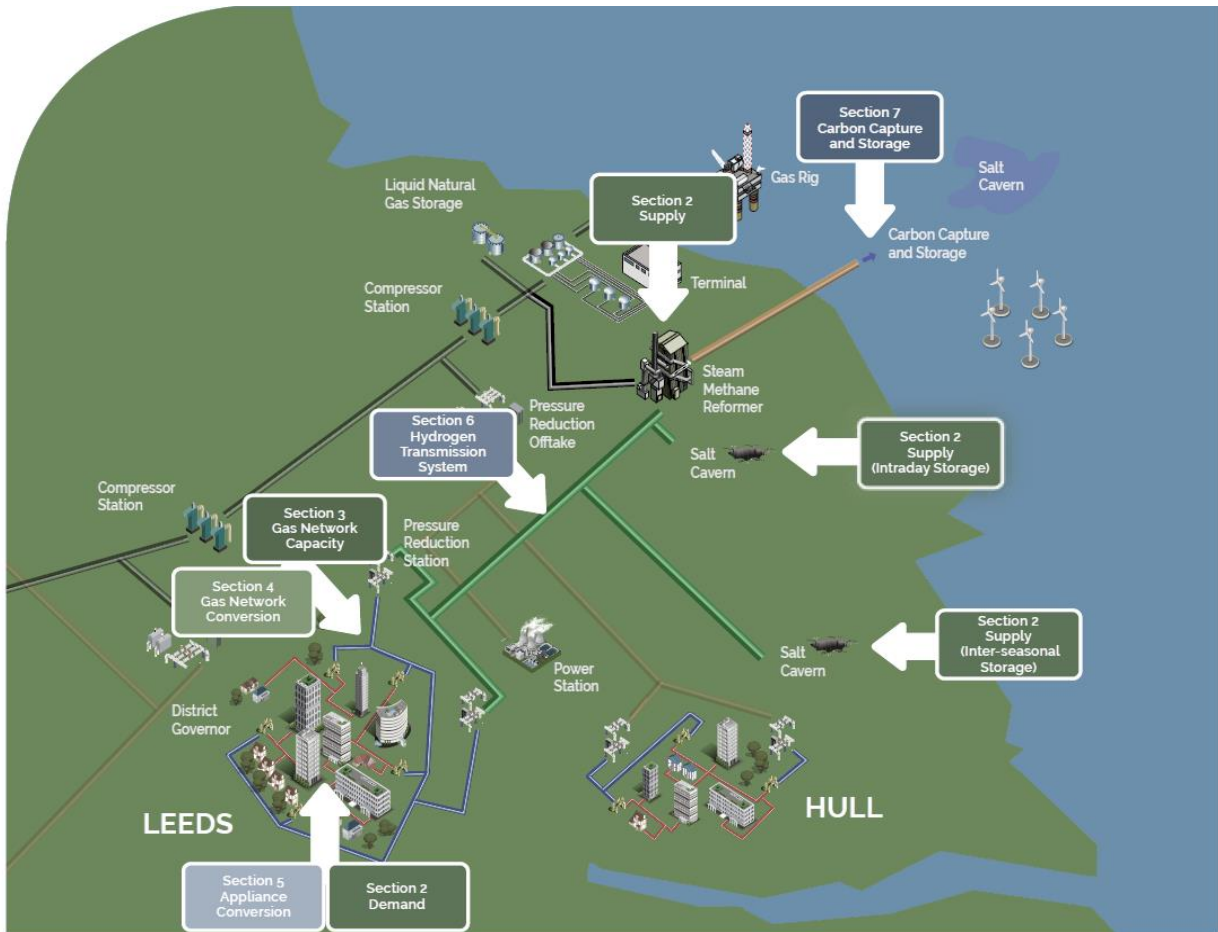 Section 7
Carbon Capture
and Storage
Salt
Cavern
Gas Rig
Liquid Natural
Gas Storage
Section 2
Supply
Carbon Capture
and Storage
Terminal
Compressor
Station
Steam
Methane
Reformer
Pressure
Reduction
Offtake
Section 6
Hydrogen
Transmission
System
Salt
Cavern
Section 2
Supply
(Intraday Storage)
Compressor
Station
Section 3
Gas Network
Capacity
Pressure
Reduction
Station
Section 4
Gas Network
Conversion
Power
Station
Salt
Cavern
Section 2
Supply
(Inter-seasonal
Storage)
District
Governor
LEEDS
HULL
Section 5
Appliance
Conversion
Section 2
Demand